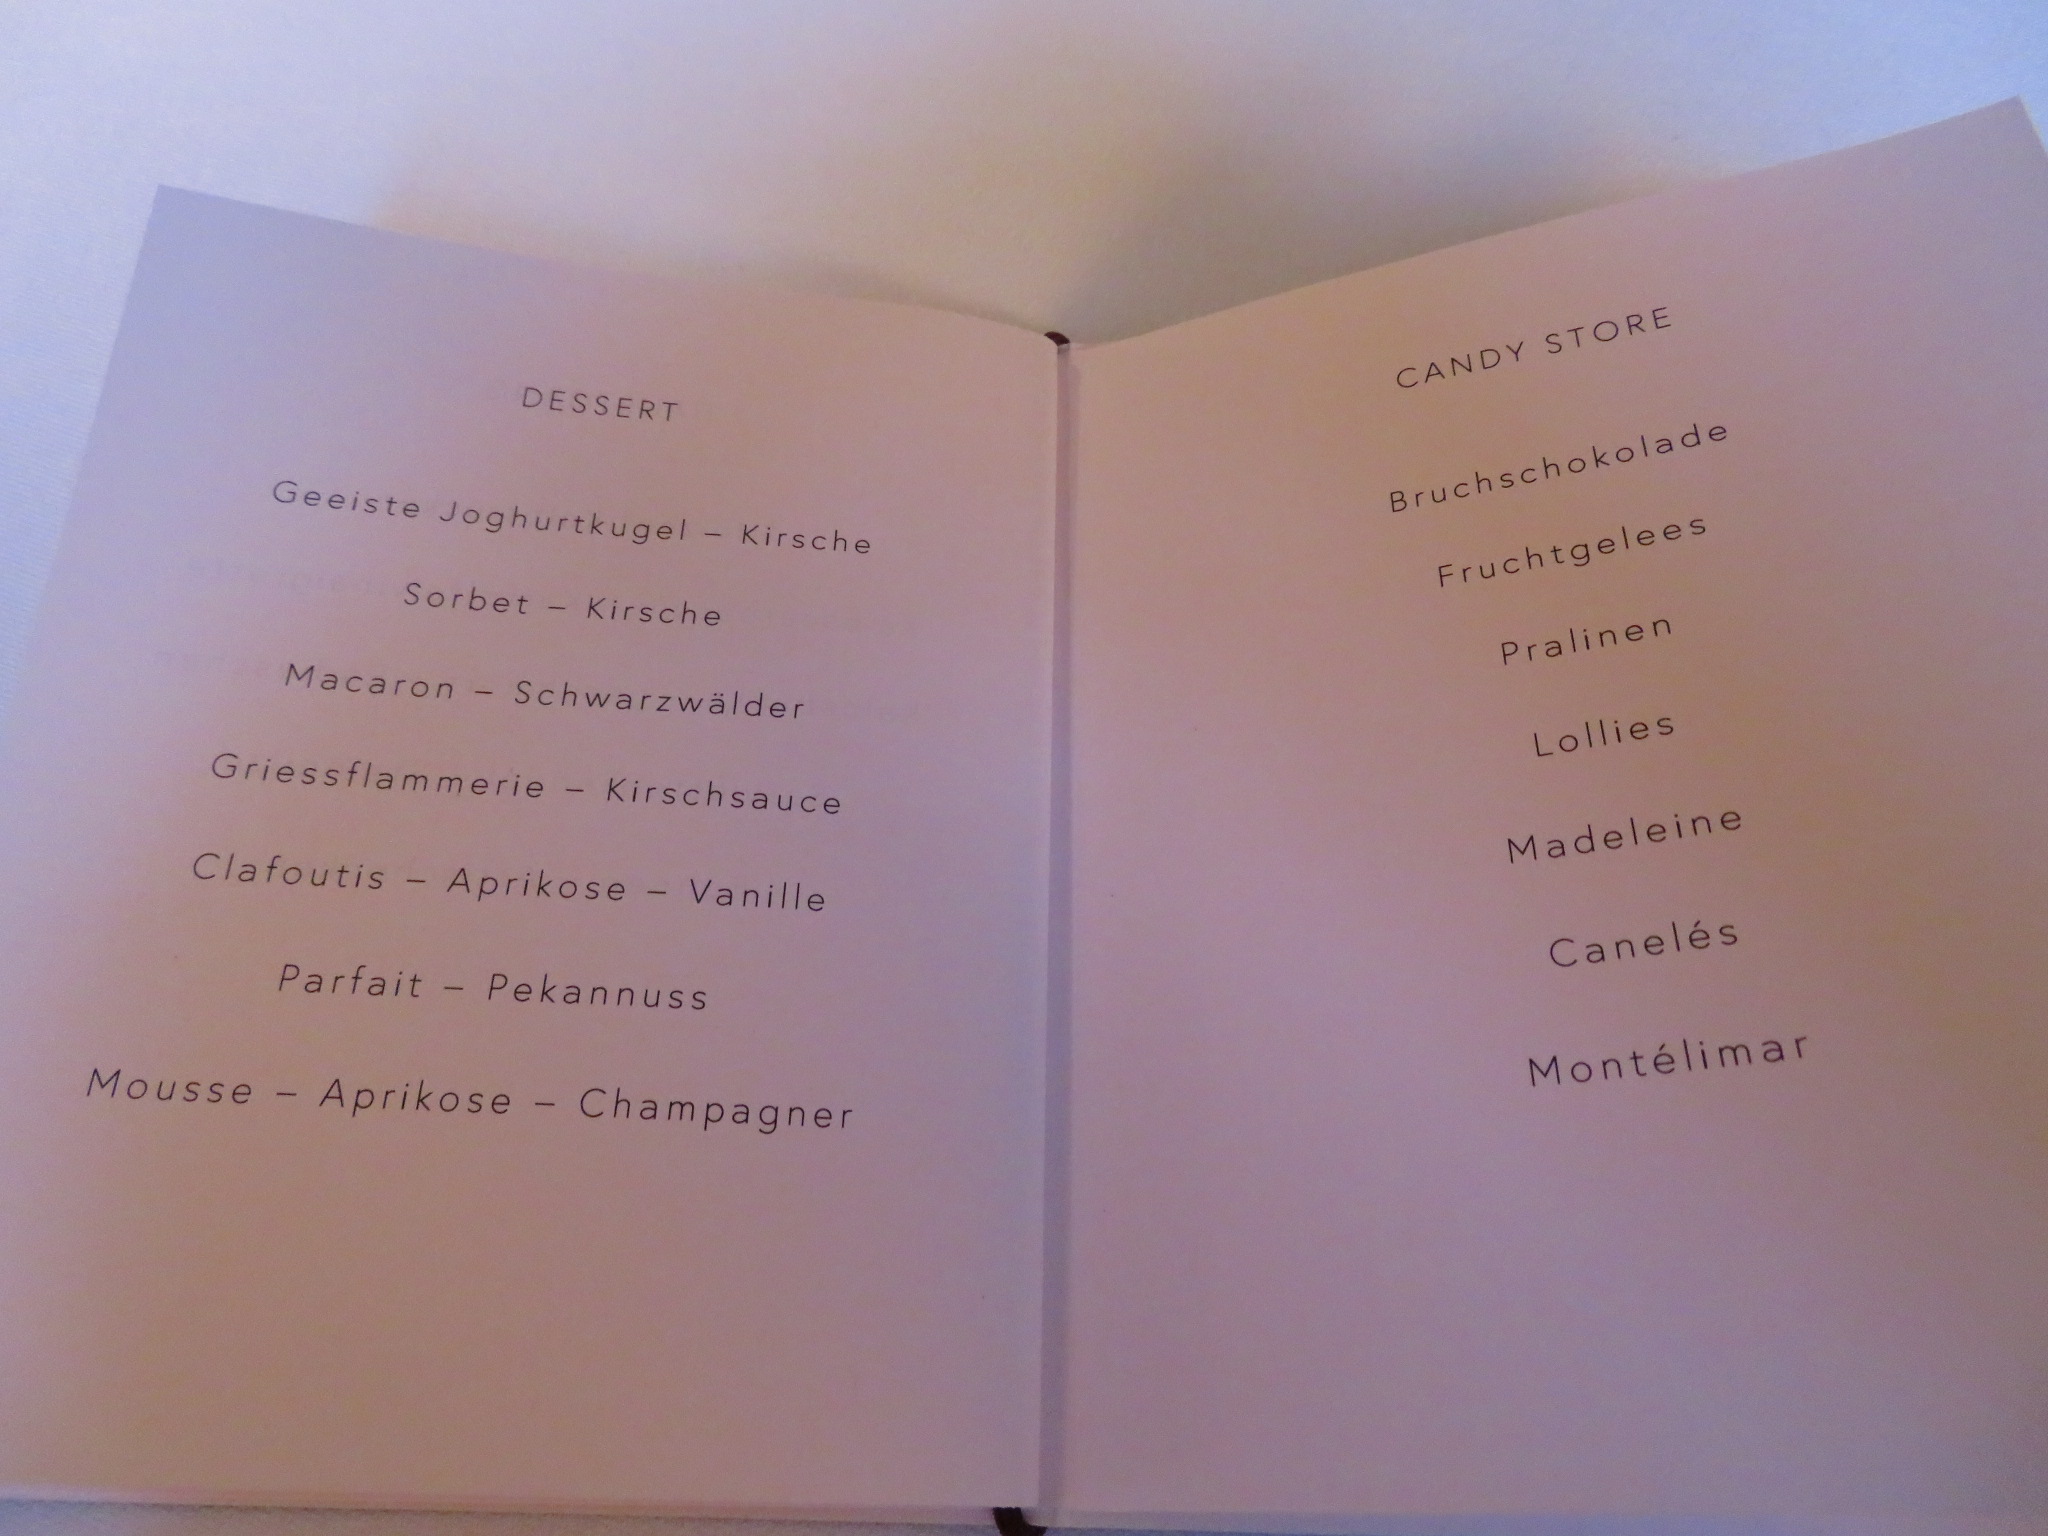 DESSERT
Geeiste Joghurtkugel – Kirsche
Sorbet – Kirsche
Macaron – Schwarzwälder
Griessflammerie – Kirschsauce
Clafoutis – Aprikose – Vanille
Parfait – Pekannuss
Mousse – Aprikose – Champagner
CANDY STORE
Bruchschokolade
Fruchtgelees
Pralinen
Lollies
Madeleine
Canelés
Montélimar